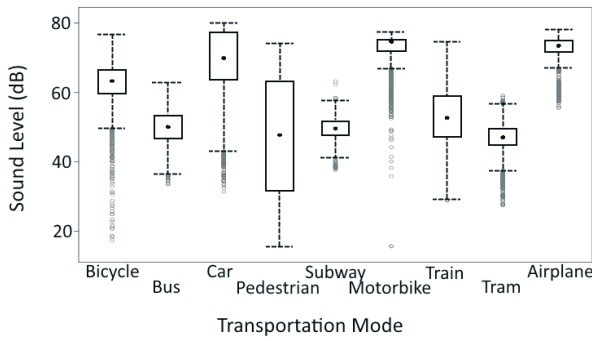 Sound Level (dB)
80
60
40
20
Bicycle
Bus
Car
Pedestrian
Subway
Motorbike
Train
Tram
Airplane
Transportation Mode